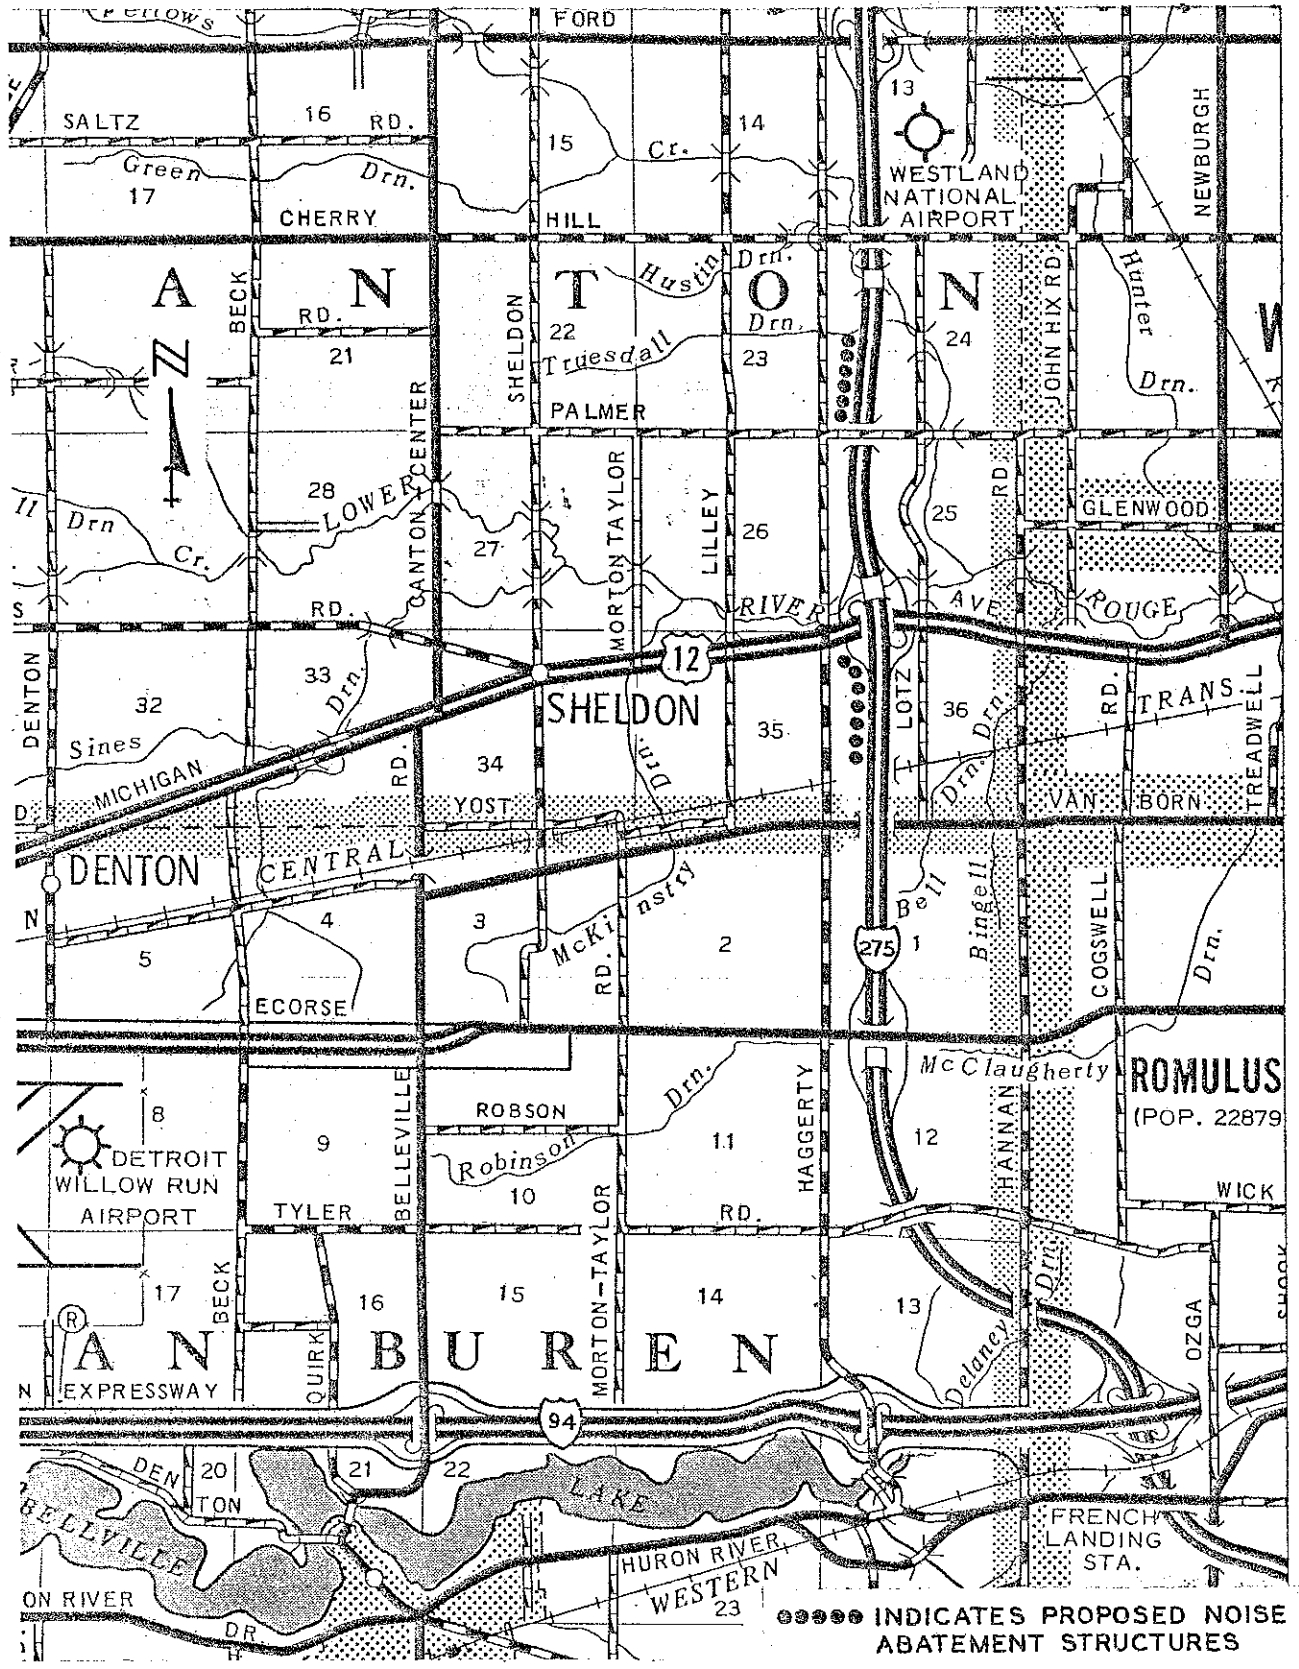 Fellows
FORD
SALTZ
16
RD.
15
14
13
NEWBURGH
Cr.
Green
Drn.
17
WESTLAND
NATIONAL
AIRPORT
CHERRY
HILL
Drn.
Hustin
A N T O N
BECK
RD.
SHELDON
22
Drn.
24
JOHN HIX RD.
Hunter
W
N
21
Truesdall
23
Drn.
PALMER
CANTON CENTER
28
LOWER
MORTON TAYLOR
LILLEY
26
25
RD.
GLENWOOD
ll Drn
Cr.
27
S
RD.
RIVER
AVE
ROUGE
DENTON
33
Drn.
12
32
SHELDON
LOTZ
36
Drn.
RD.
TRANS.
TREADWELL
Sines
35
MICHIGAN
RD.
34
Drn.
Drn.
D.
YOST
VAN BORN
DENTON
CENTRAL
Bell
Bingell
COGSWELL
N
4
3
McKinstry
5
2
RD.
275
1
Drn.
ECORSE
McClaugherty
ROMULUS
(POP. 22879
8
9
BELLEVILLE
ROBSON
Drn.
11
HAGGERTY
12
HANNAN
DETROIT
WILLOW RUN
AIRPORT
Robinson
10
WICK
TYLER
MORTON-TAYLOR
RD.
Drn.
17
BECK
16
15
14
13
SHOOK
R
QUIRK
OZGA
AN BUREN
Delaney
N EXPRESSWAY
94
DEN
TON
20
21
22
BELLVILLE
LAKE
FRENCH
LANDING
STA.
HURON RIVER
WESTERN
ON RIVER
DR.
23
INDICATES PROPOSED NOISE
ABATEMENT STRUCTURES